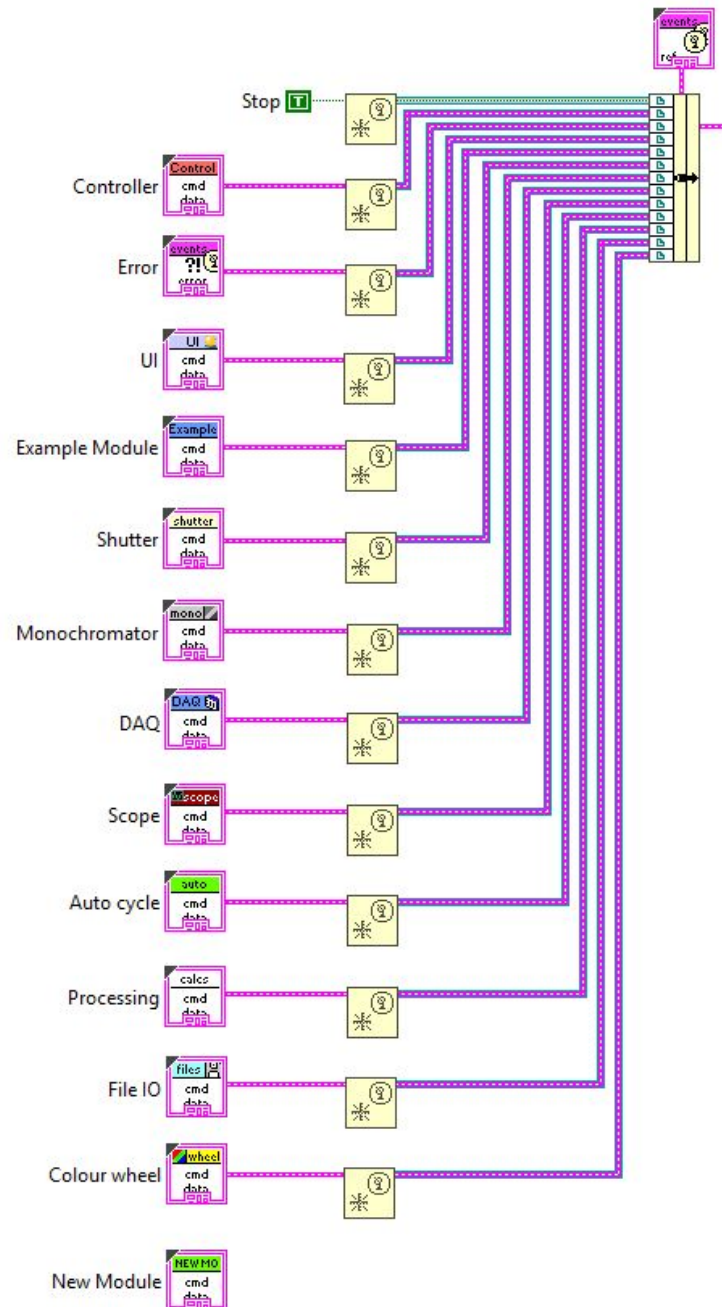 events
ref
Stop T
Control
Controller cmd
data
events
Error ?!
error
UI
UI cmd
data
Example
Example Module cmd
data
shutter
Shutter cmd
data
mono
Monochromator cmd
data
DAQ
DAQ cmd
data
scope
Scope cmd
data
auto
Auto cycle cmd
data
calcs
Processing cmd
data
files
File IO cmd
data
wheel
Colour wheel cmd
data
NEW MO
New Module cmd